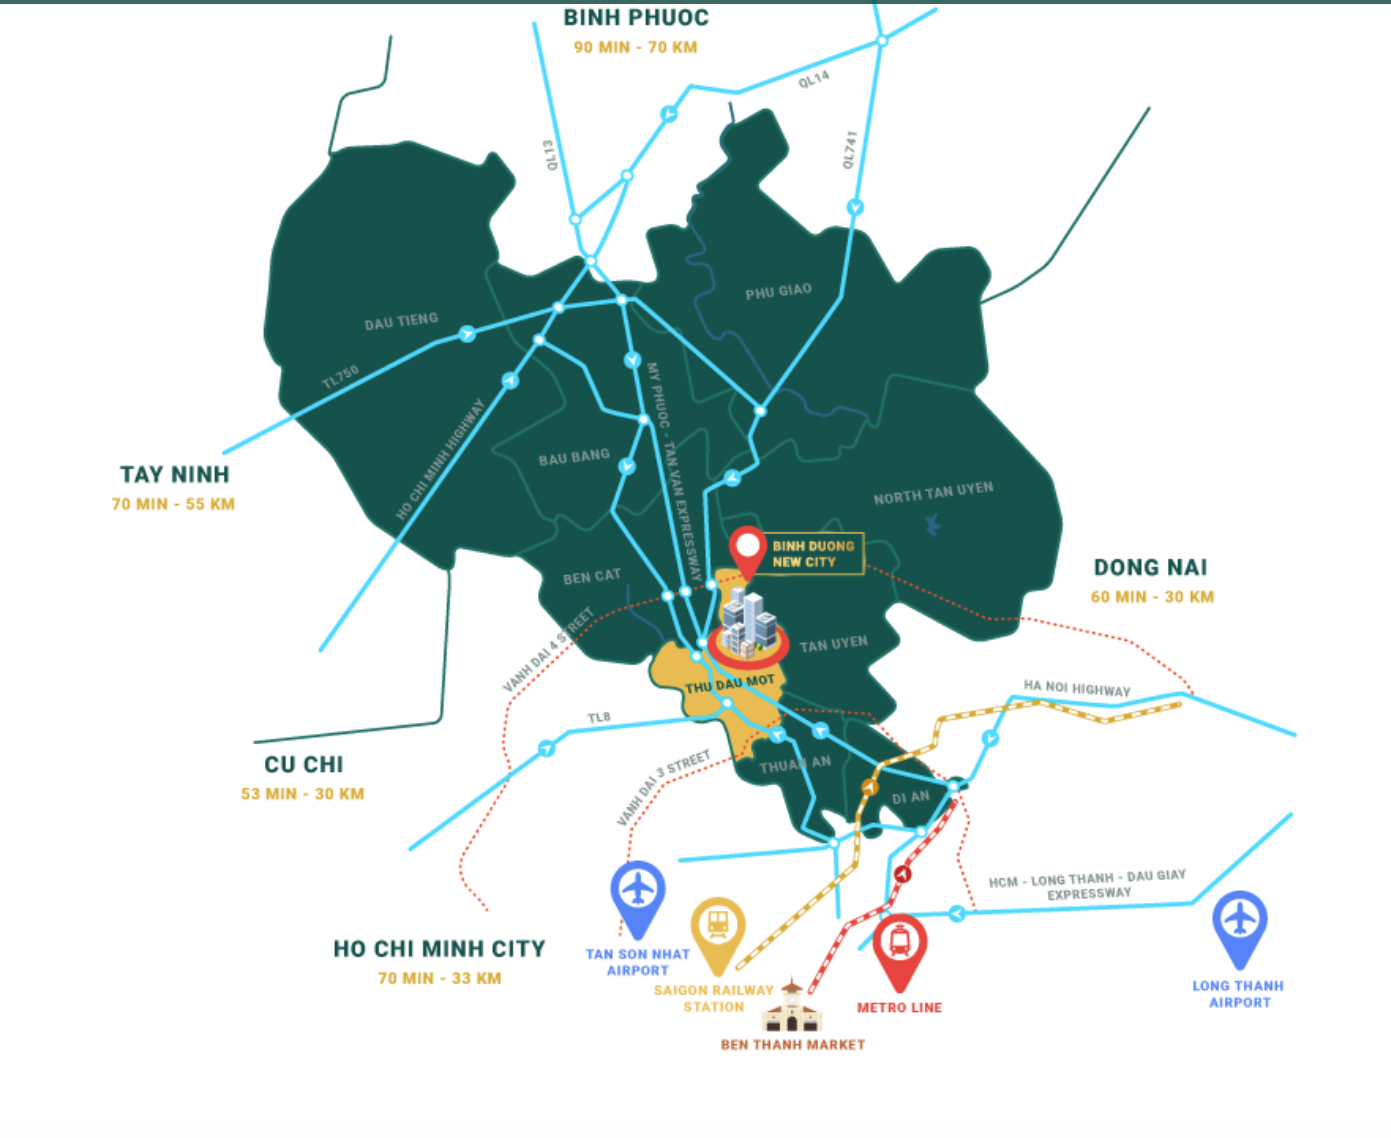 BINH PHUOC
90 MIN - 70 KM
QL14
QL13
QL741
PHU GIAO
DAU TIENG
TL750
MY PHUOC - TAN VAN EXPRESSWAY
HO CHI MINH HIGHWAY
BAU BANG
TAY NINH
70 MIN - 55 KM
NORTH TAN UYEN
BINH DUONG
NEW CITY
BEN CAT
DONG NAI
60 MIN - 30 KM
VANH DAI 4 STREET
TAN UYEN
THU DAU MOT
HA NOI HIGHWAY
TL8
CU CHI
53 MIN - 30 KM
VANH DAI 3 STREET
THUAN AN
DI AN
HCM - LONG THANH - DAU GIAY
EXPRESSWAY
HO CHI MINH CITY
70 MIN - 33 KM
TAN SON NHAT
AIRPORT
SAIGON RAILWAY
STATION
METRO LINE
LONG THANH
AIRPORT
BEN THANH MARKET